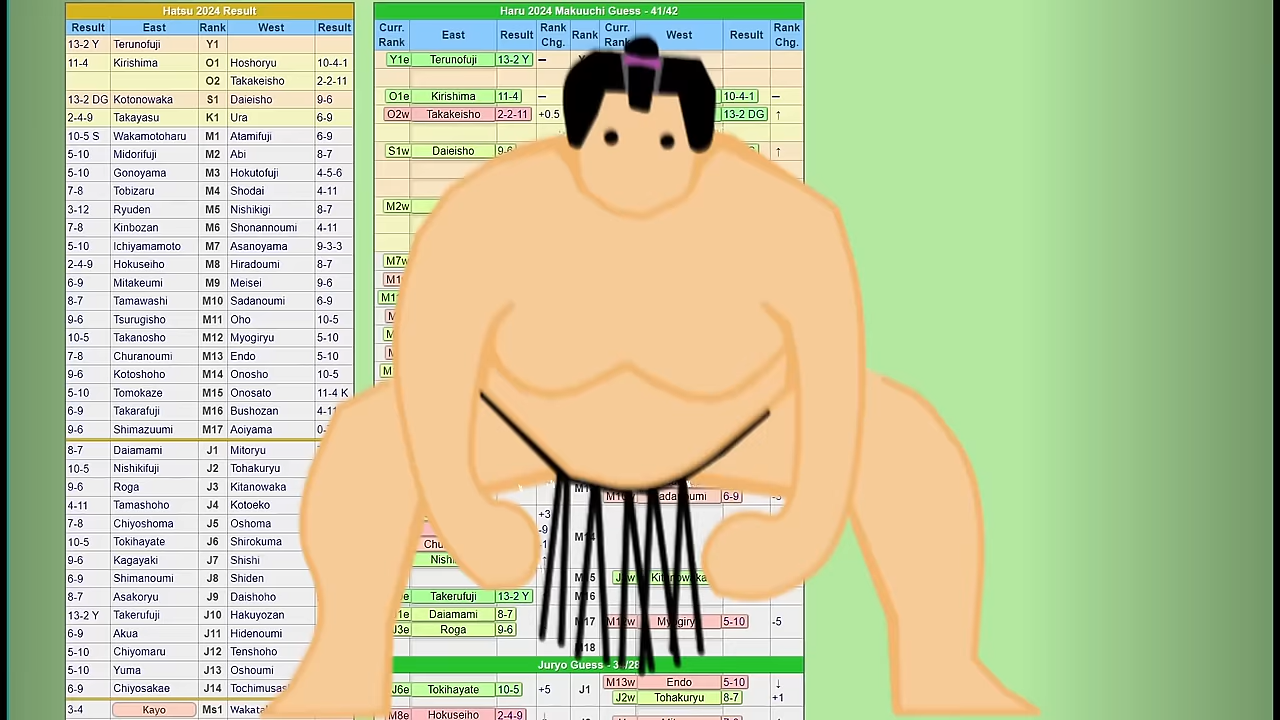 Hatsu 2024 Result
Result East Rank West Result
13-2 Y Terunofuji Y1
11-4 Kirishima O1 Hoshoryu 10-4-1
O2 Takakeisho 2-2-11
13-2 DG Kotonowaka S1 Daieisho 9-6
2-4-9 Takayasu K1 Ura 6-9
10-5 S Wakamotoharu M1 Atamifuji 6-9
5-10 Midorifuji M2 Abi 8-7
5-10 Gonoyama M3 Hokutofuji 4-5-6
7-8 Tobizaru M4 Shodai 4-11
3-12 Ryuden M5 Nishikigi 8-7
7-8 Kinbozan M6 Shonannoumi 4-11
5-10 Ichiyamamoto M7 Asanoyama 9-3-3
2-4-9 Hokuseiho M8 Hiradoumi 8-7
6-9 Mitakeumi M9 Meisei 9-6
8-7 Tamawashi M10 Sadanoumi 6-9
9-6 Tsurugisho M11 Oho 10-5
10-5 Takanosho M12 Myogiryu 5-10
7-8 Churanoumi M13 Endo 5-10
9-6 Kotoshoho M14 Onosho 10-5
5-10 Tomokaze M15 Onosato 11-4 K
6-9 Takarafuji M16 Bushozan
9-6 Shimazuumi M17 Aoiyama
8-7 Daiamami J1 Mitoryu
10-5 Nishikifuji J2 Tohakuryu
9-6 Roga J3 Kitanowaka
4-11 Tamashoho J4 Kotoeko
7-8 Chiyoshoma J5 Oshoma
10-5 Tokihayate J6 Shirokuma
9-6 Kagayaki J7 Shishi
6-9 Shimanoumi J8 Shiden
8-7 Asakoryu J9 Daishoho
13-2 Y Takerufuji J10 Hakuyozan
6-9 Akua J11 Hidenoumi
5-10 Chiyomaru J12 Tenshoho
5-10 Yuma J13 Oshoumi
6-9 Chiyosakae J14
3-4 Kayo Ms1
Haru 2024 Makuuchi Guess - 41/42
Curr. Rank East Result Rank Chg. Rank Curr. Rank West Result Rank Chg.
Y1e Terunofuji 13-2 Y –
O1e Kirishima 11-4 – 10-4-1 –
O2w Takakeisho 2-2-11 +0.5 13-2 DG ↑
S1w Daieisho ↑
M2w
M7w
6-9
+3
-9
M15
M16
Takerufuji 13-2 Y
Daiamami 8-7 M17 5-10 -5
J3e Roga 9-6
M18
Juryo Guess -
J6e Tokihayate 10-5 +5 J1 M13w Endo 5-10 ↓
J2w Tohakuryu 8-7 +1
M8e Hokuseiho 2-4-9